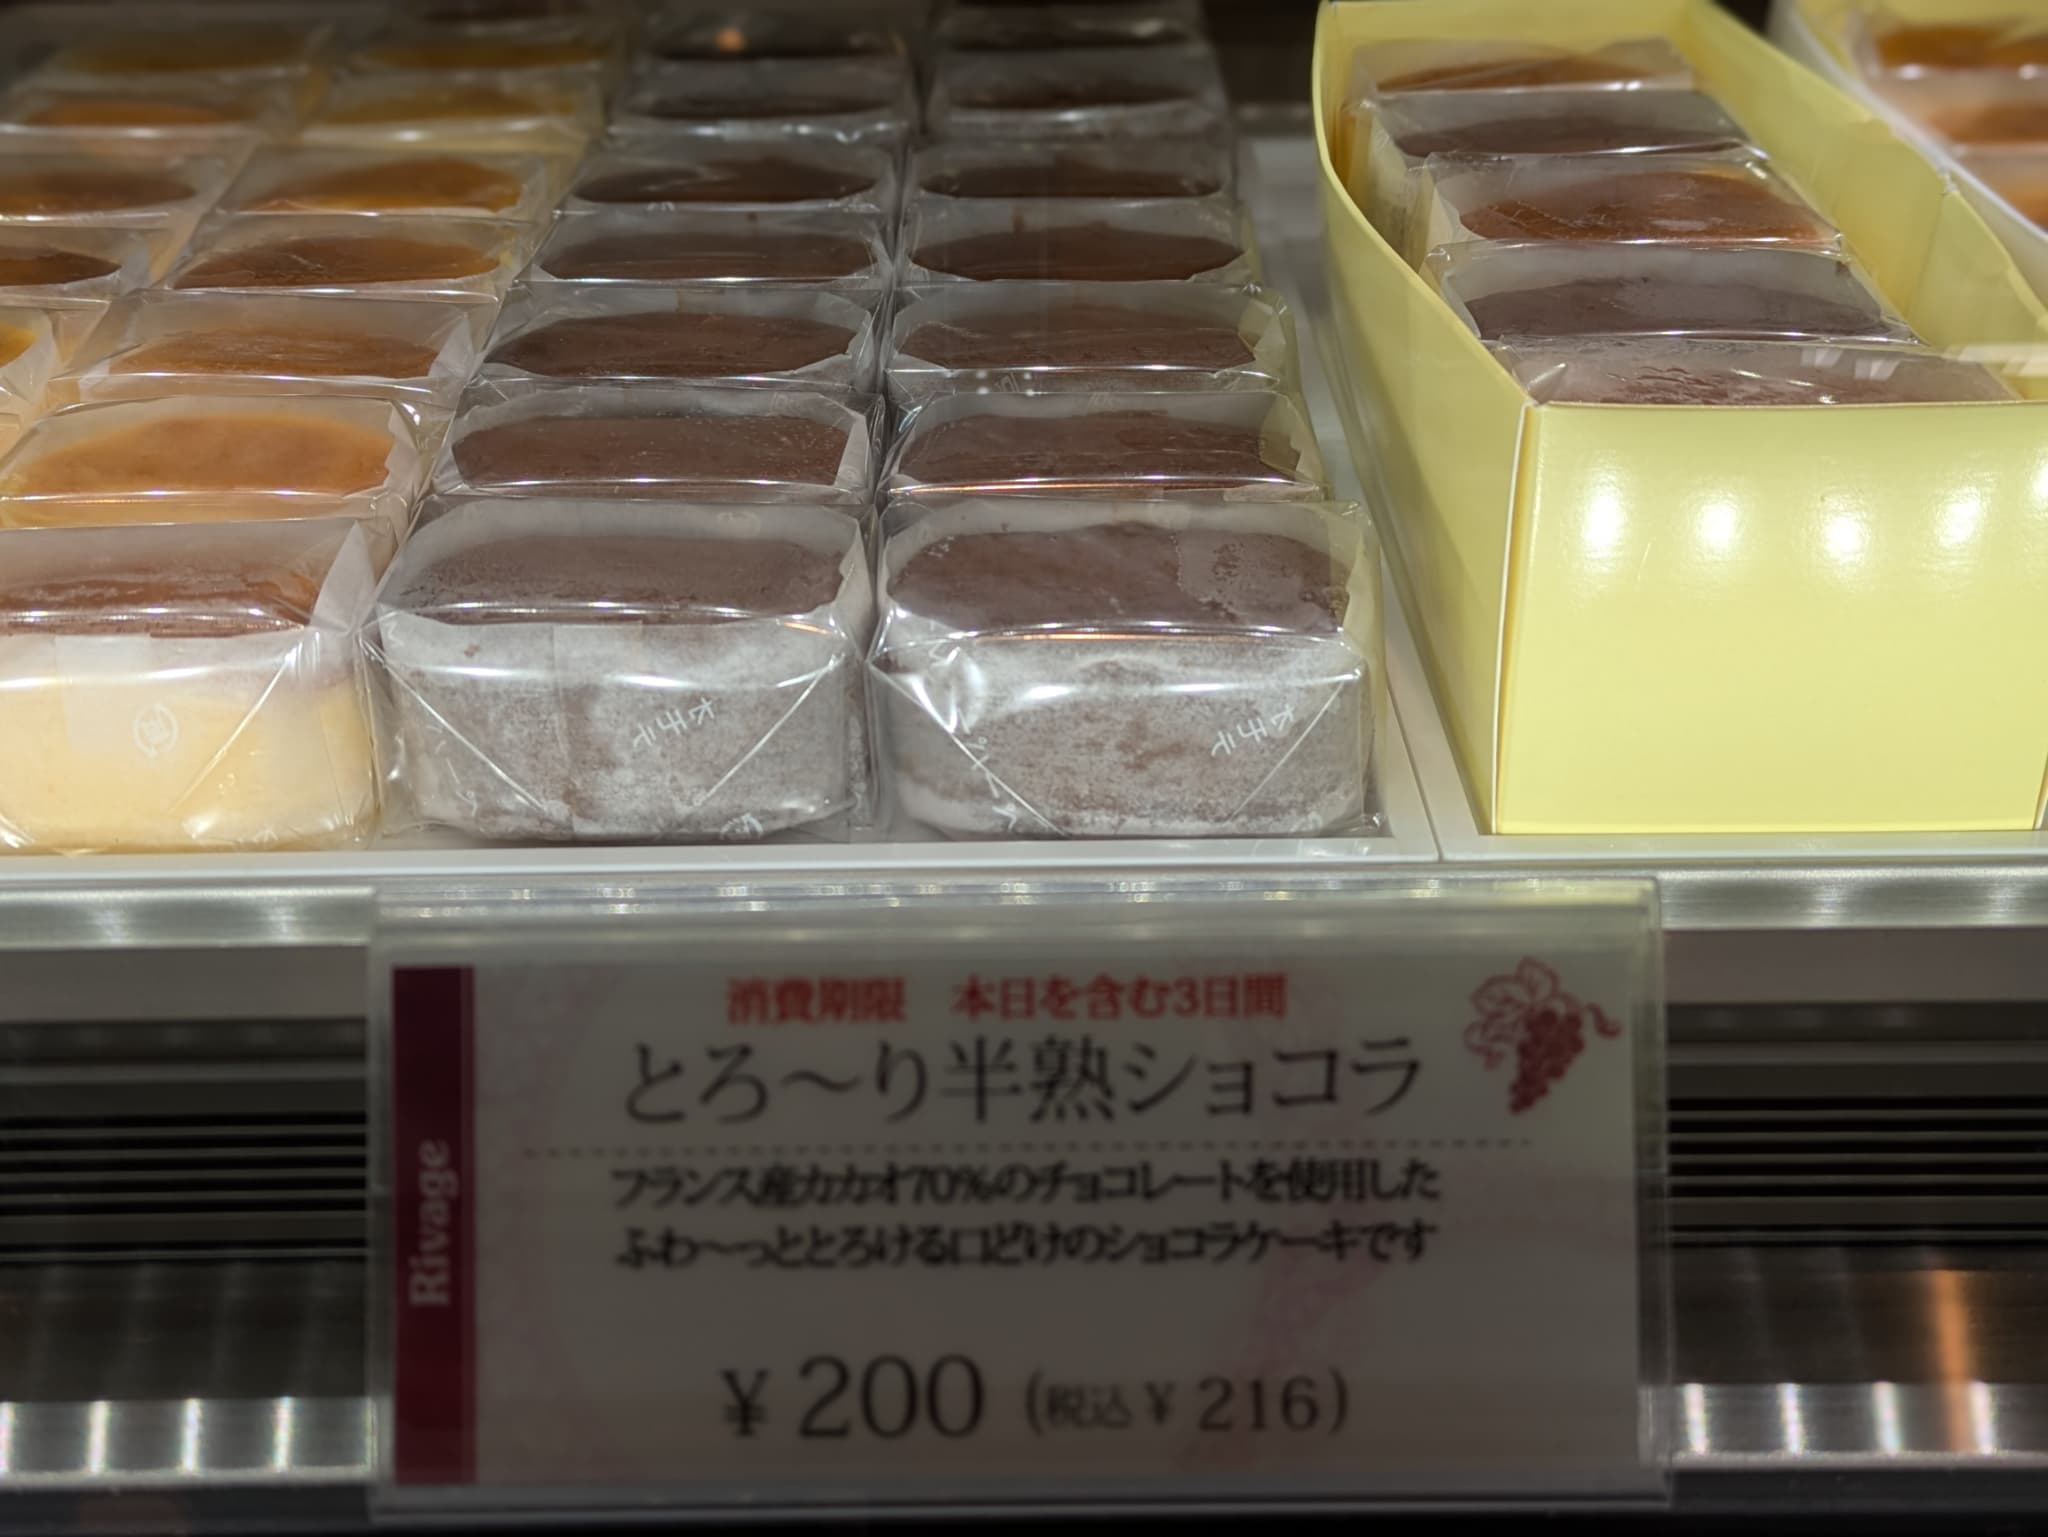 消費期限 本日を含む3日間
とろ～り半熟ショコラ
フランス産カカオ70%のチョコレートを使用した
ふわ～っととろける口どけのショコラケーキです
¥200 (税込¥216)
Rivage